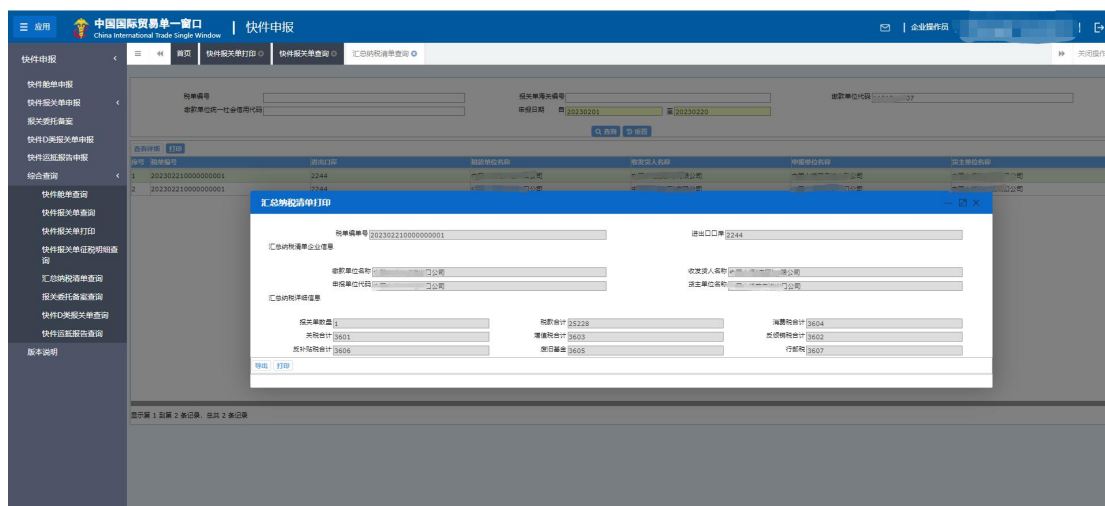 应用
中国国际贸易单一窗口
China International Trade Single Window
快件申报
企业操作员
快件申报
首页
快件报关单打印
快件报关单查询
汇总纳税清单查询
关闭操作
快件舱单申报
快件报关单申报
报关委托备案
快件D类报关单申报
快件运抵报告申报
综合查询
快件舱单查询
快件报关单查询
快件报关单打印
快件报关单征税明细查
询
汇总纳税清单查询
报关委托备案查询
快件D类报关单查询
快件运抵报告查询
版本说明
税单编号
报关单海关编号
缴款单位代码
缴款单位统一社会信用代码
申报日期 自 20230201 至 20230220
查询 重置
查看详细 打印
序号 税单编号 进出口岸 缴款单位名称 收发货人名称 申报单位名称 货主单位名称
1 202302210000000001 2244
2 202302210000000001 2244
汇总纳税清单打印
税单编单号 202302210000000001
进出口口岸 2244
汇总纳税清单企业信息
缴款单位名称 口公司
收发货人名称 公司
申报单位代码 口公司
货主单位名称 口公司
汇总纳税详细信息
报关单数量 1
税款合计 25228
消费税合计 3604
关税合计 3601
增值税合计 3603
反倾销税合计 3602
反补贴税合计 3606
废旧基金 3605
行邮税 3607
导出 打印
显示第 1 到第 2 条记录，总共 2 条记录